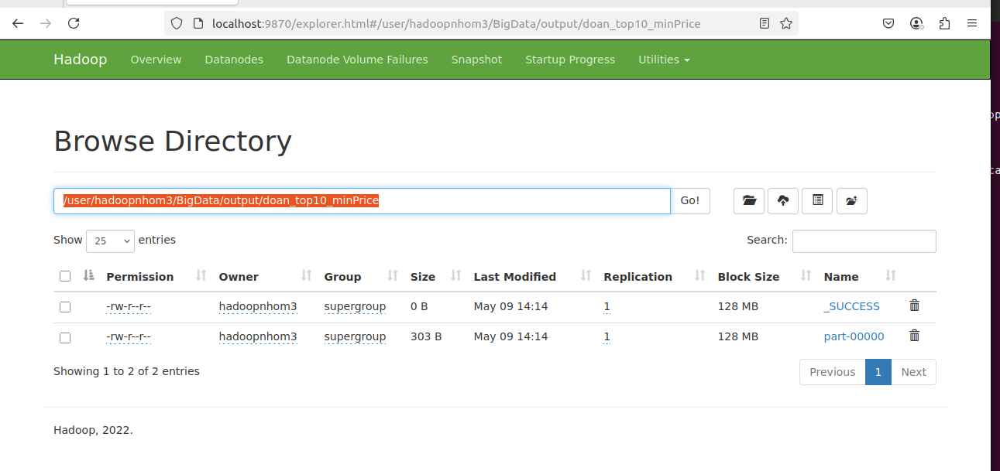 localhost:9870/explorer.html#/user/hadoopnhom3/BigData/output/doan_top10_minPrice
Hadoop Overview Datanodes Datanode Volume Failures Snapshot Startup Progress Utilities
Browse Directory
/user/hadoopnhom3/BigData/output/doan_top10_minPrice Go!
Show 25 entries Search:
Permission Owner Group Size Last Modified Replication Block Size Name
-rw-r--r-- hadoopnhom3 supergroup 0 B May 09 14:14 1 128 MB _SUCCESS
-rw-r--r-- hadoopnhom3 supergroup 303 B May 09 14:14 1 128 MB part-00000
Showing 1 to 2 of 2 entries Previous 1 Next
Hadoop, 2022.